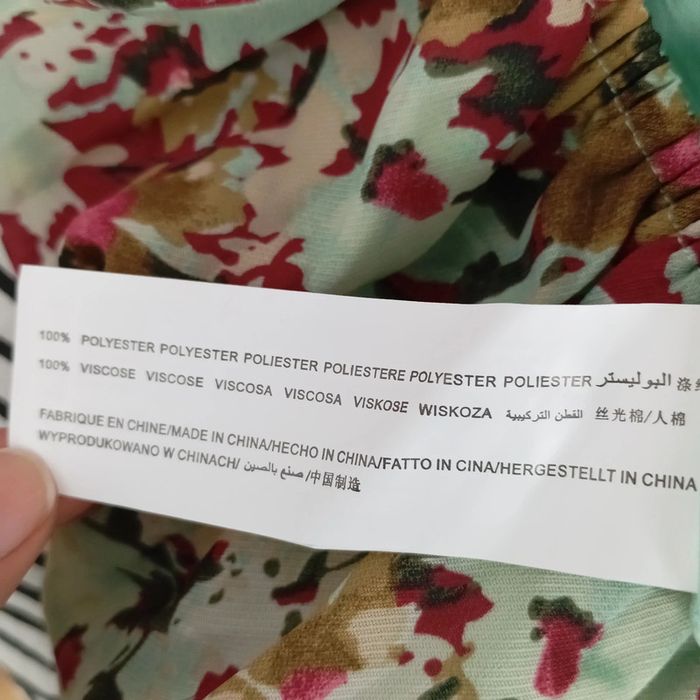 100% POLYESTER POLYESTER POLIESTER POLIESTERE POLYESTER POLIESTER البوليستر 涤
100% VISCOSE VISCOSE VISCOSA VISCOSA VISKOSE WISKOZA القطن التركيبية 丝光棉/人棉
FABRIQUE EN CHINE/MADE IN CHINA/HECHO IN CHINA/FATTO IN CINA/HERGESTELLT IN CHINA
WYPRODUKOWANO W CHINACH/ صنع بالصين /中国制造